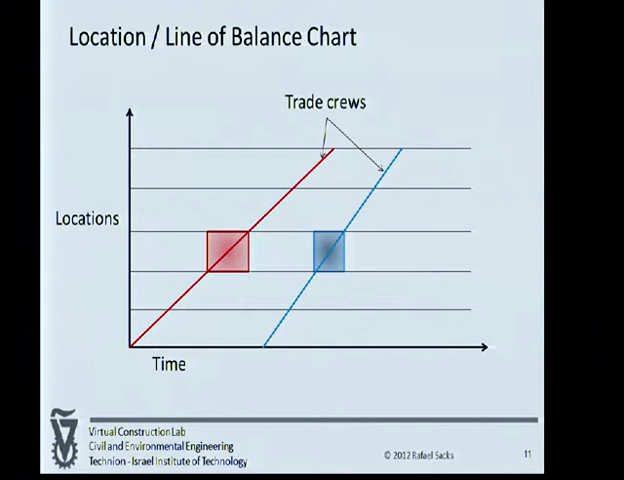 Location / Line of Balance Chart
Trade crews
Locations
Time
Virtual Construction Lab
Civil and Environmental Engineering
Technion - Israel Institute of Technology
© 2012 Rafael Sacks
11